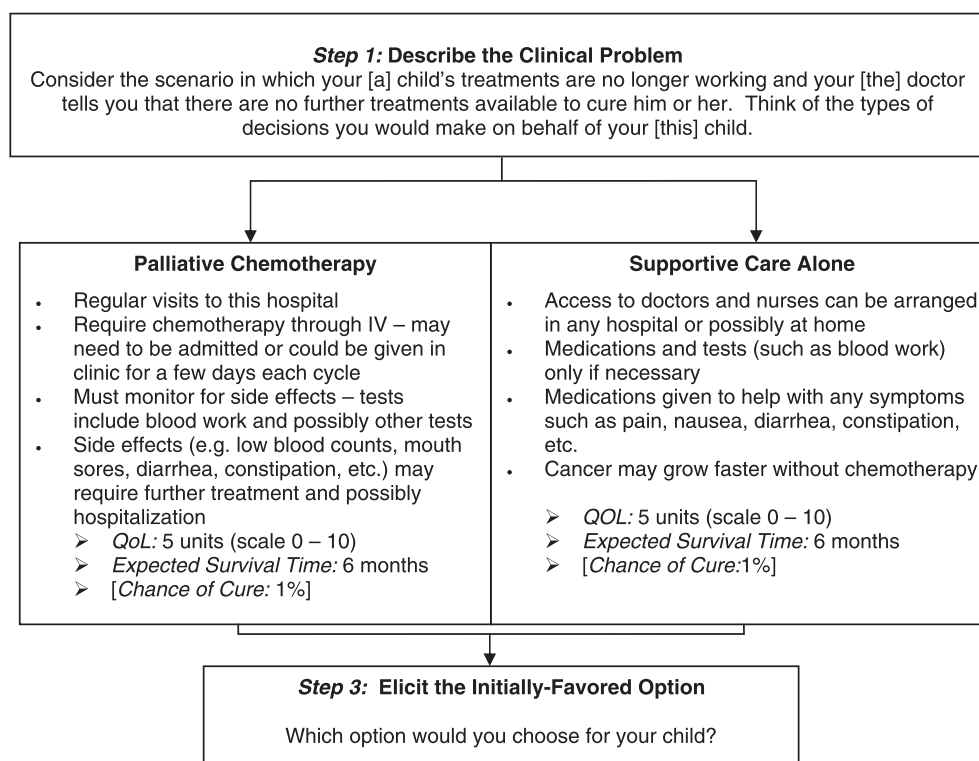 Step 1: Describe the Clinical Problem
Consider the scenario in which your [a] child's treatments are no longer working and your [the] doctor
tells you that there are no further treatments available to cure him or her. Think of the types of
decisions you would make on behalf of your [this] child.
Palliative Chemotherapy
• Regular visits to this hospital
• Require chemotherapy through IV – may
need to be admitted or could be given in
clinic for a few days each cycle
• Must monitor for side effects – tests
include blood work and possibly other tests
• Side effects (e.g. low blood counts, mouth
sores, diarrhea, constipation, etc.) may
require further treatment and possibly
hospitalization
➢ QoL: 5 units (scale 0 – 10)
➢ Expected Survival Time: 6 months
➢ [Chance of Cure: 1%]
Supportive Care Alone
• Access to doctors and nurses can be arranged
in any hospital or possibly at home
• Medications and tests (such as blood work)
only if necessary
• Medications given to help with any symptoms
such as pain, nausea, diarrhea, constipation,
etc.
• Cancer may grow faster without chemotherapy
➢ QOL: 5 units (scale 0 – 10)
➢ Expected Survival Time: 6 months
➢ [Chance of Cure:1%]
Step 3: Elicit the Initially-Favored Option
Which option would you choose for your child?